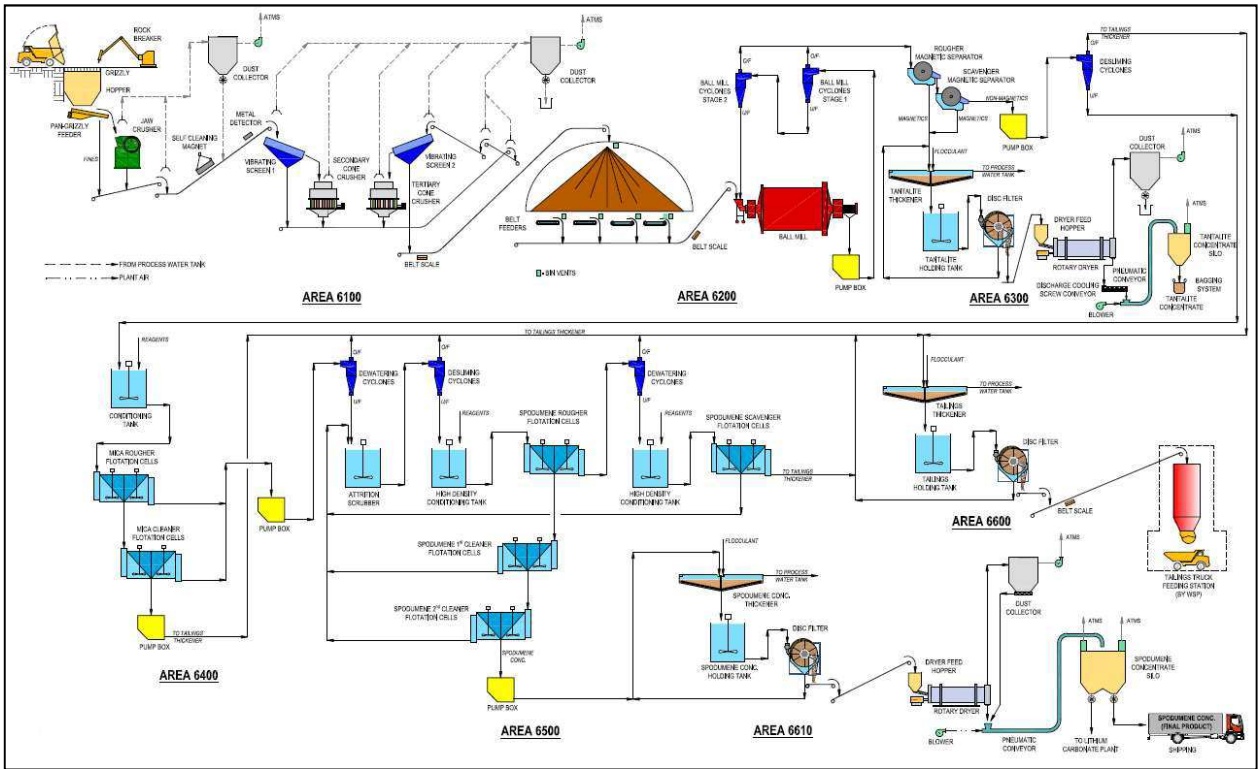 ROCK
BREAKER
GRIZZLY
HOPPER
PAN-GRIZZLY
FEEDER
JAW
CRUSHER
FINES
SELF CLEANING
MAGNET
METAL
DETECTOR
ATMS
DUST
COLLECTOR
VIBRATING
SCREEN 1
SECONDARY
CONE
CRUSHER
VIBRATING
SCREEN 2
TERTIARY
CONE
CRUSHER
BELT SCALE
ATMS
DUST
COLLECTOR
FROM PROCESS WATER TANK
PLANT AIR
AREA 6100
BELT
FEEDERS
BIN VENTS
BELT SCALE
AREA 6200
O/F
BALL MILL
CYCLONES
STAGE 2
U/F
O/F
BALL MILL
CYCLONES
STAGE 1
U/F
BALL MILL
PUMP BOX
ROUGHER
MAGNETIC SEPARATOR
SCAVENGER
MAGNETIC SEPARATOR
NON-MAGNETICS
MAGNETICS
MAGNETICS
PUMP BOX
TO TAILINGS
THICKENER
O/F
DESLIMING
CYCLONES
U/F
FLOCCULANT
TO PROCESS
WATER TANK
TANTALITE
THICKENER
TANTALITE
HOLDING TANK
DISC FILTER
AREA 6300
DRYER FEED
HOPPER
ROTARY DRYER
DISCHARGE COOLING
SCREW CONVEYOR
PNEUMATIC
CONVEYOR
BLOWER
DUST
COLLECTOR
ATMS
ATMS
TANTALITE
CONCENTRATE
SILO
BAGGING
SYSTEM
TANTALITE
CONCENTRATE
TO TAILINGS THICKENER
REAGENTS
CONDITIONING
TANK
MICA ROUGHER
FLOTATION CELLS
MICA CLEANER
FLOTATION CELLS
PUMP BOX
TO TAILINGS
THICKENER
PUMP BOX
AREA 6400
O/F
DEWATERING
CYCLONES
U/F
ATTRITION
SCRUBBER
O/F
DESLIMING
CYCLONES
U/F
REAGENTS
HIGH DENSITY
CONDITIONING TANK
SPODUMENE ROUGHER
FLOTATION CELLS
O/F
DEWATERING
CYCLONES
U/F
REAGENTS
HIGH DENSITY
CONDITIONING TANK
SPODUMENE SCAVENGER
FLOTATION CELLS
TO TAILINGS
THICKENER
SPODUMENE 1ST CLEANER
FLOTATION CELLS
SPODUMENE 2ND CLEANER
FLOTATION CELLS
SPODUMENE
CONC.
PUMP BOX
AREA 6500
FLOCCULANT
TO PROCESS
WATER TANK
TAILINGS
THICKENER
TAILINGS
HOLDING TANK
DISC FILTER
AREA 6600
BELT SCALE
TAILINGS TRUCK
FEEDING STATION
(BY WSP)
FLOCCULANT
TO PROCESS
WATER TANK
SPODUMENE CONC.
THICKENER
SPODUMENE CONC.
HOLDING TANK
DISC FILTER
AREA 6610
DRYER FEED
HOPPER
ROTARY DRYER
BLOWER
PNEUMATIC
CONVEYOR
DUST
COLLECTOR
ATMS
ATMS
ATMS
SPODUMENE
CONCENTRATE
SILO
TO LITHIUM
CARBONATE PLANT
SPODUMENE CONC.
(FINAL PRODUCT)
SHIPPING